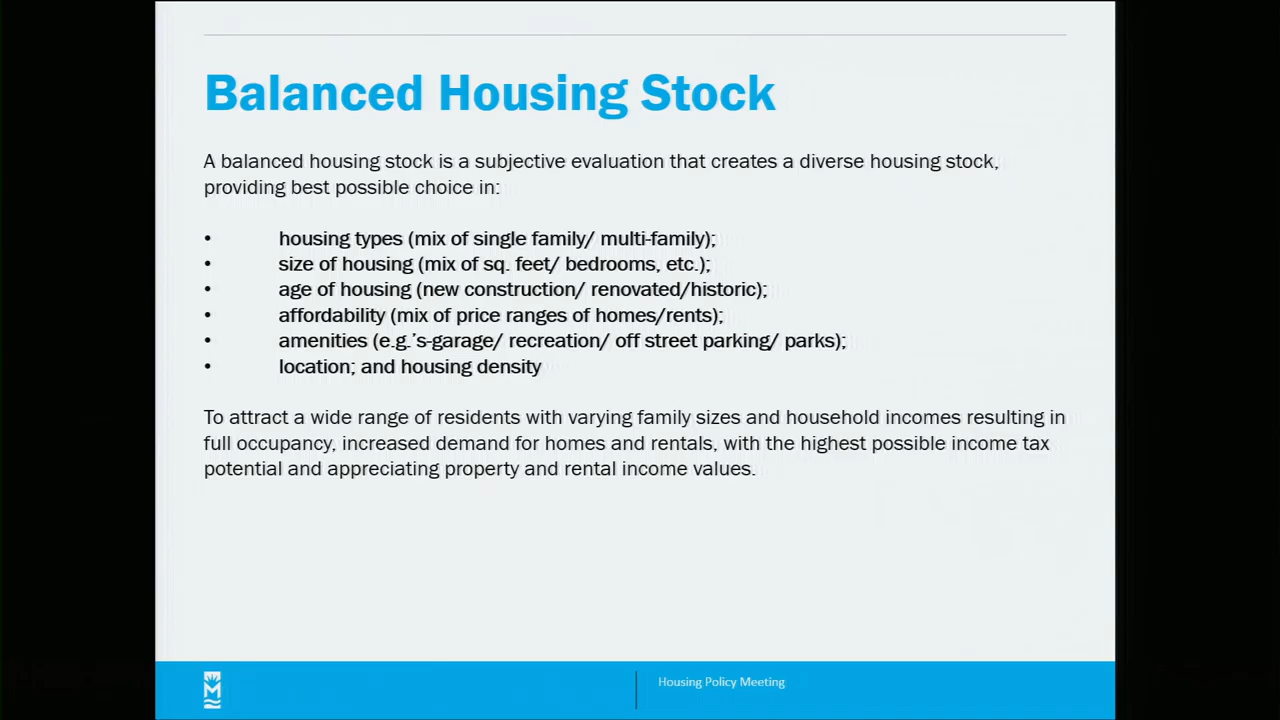 Balanced Housing Stock
A balanced housing stock is a subjective evaluation that creates a diverse housing stock,
providing best possible choice in:
• housing types (mix of single family/ multi-family);
• size of housing (mix of sq. feet/ bedrooms, etc.);
• age of housing (new construction/ renovated/historic);
• affordability (mix of price ranges of homes/rents);
• amenities (e.g.’s-garage/ recreation/ off street parking/ parks);
• location; and housing density
To attract a wide range of residents with varying family sizes and household incomes resulting in
full occupancy, increased demand for homes and rentals, with the highest possible income tax
potential and appreciating property and rental income values.
M
Housing Policy Meeting